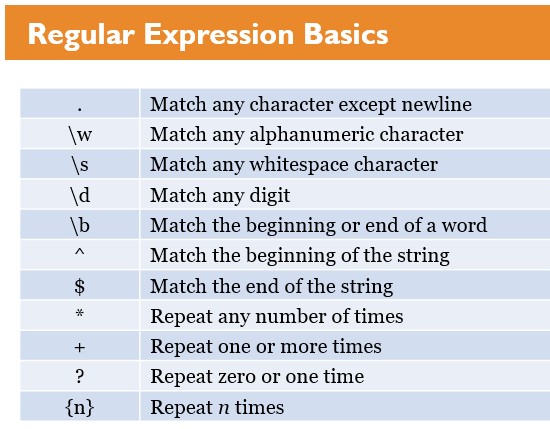 Regular Expression Basics
. Match any character except newline
\w Match any alphanumeric character
\s Match any whitespace character
\d Match any digit
\b Match the beginning or end of a word
^ Match the beginning of the string
$ Match the end of the string
* Repeat any number of times
+ Repeat one or more times
? Repeat zero or one time
{n} Repeat n times